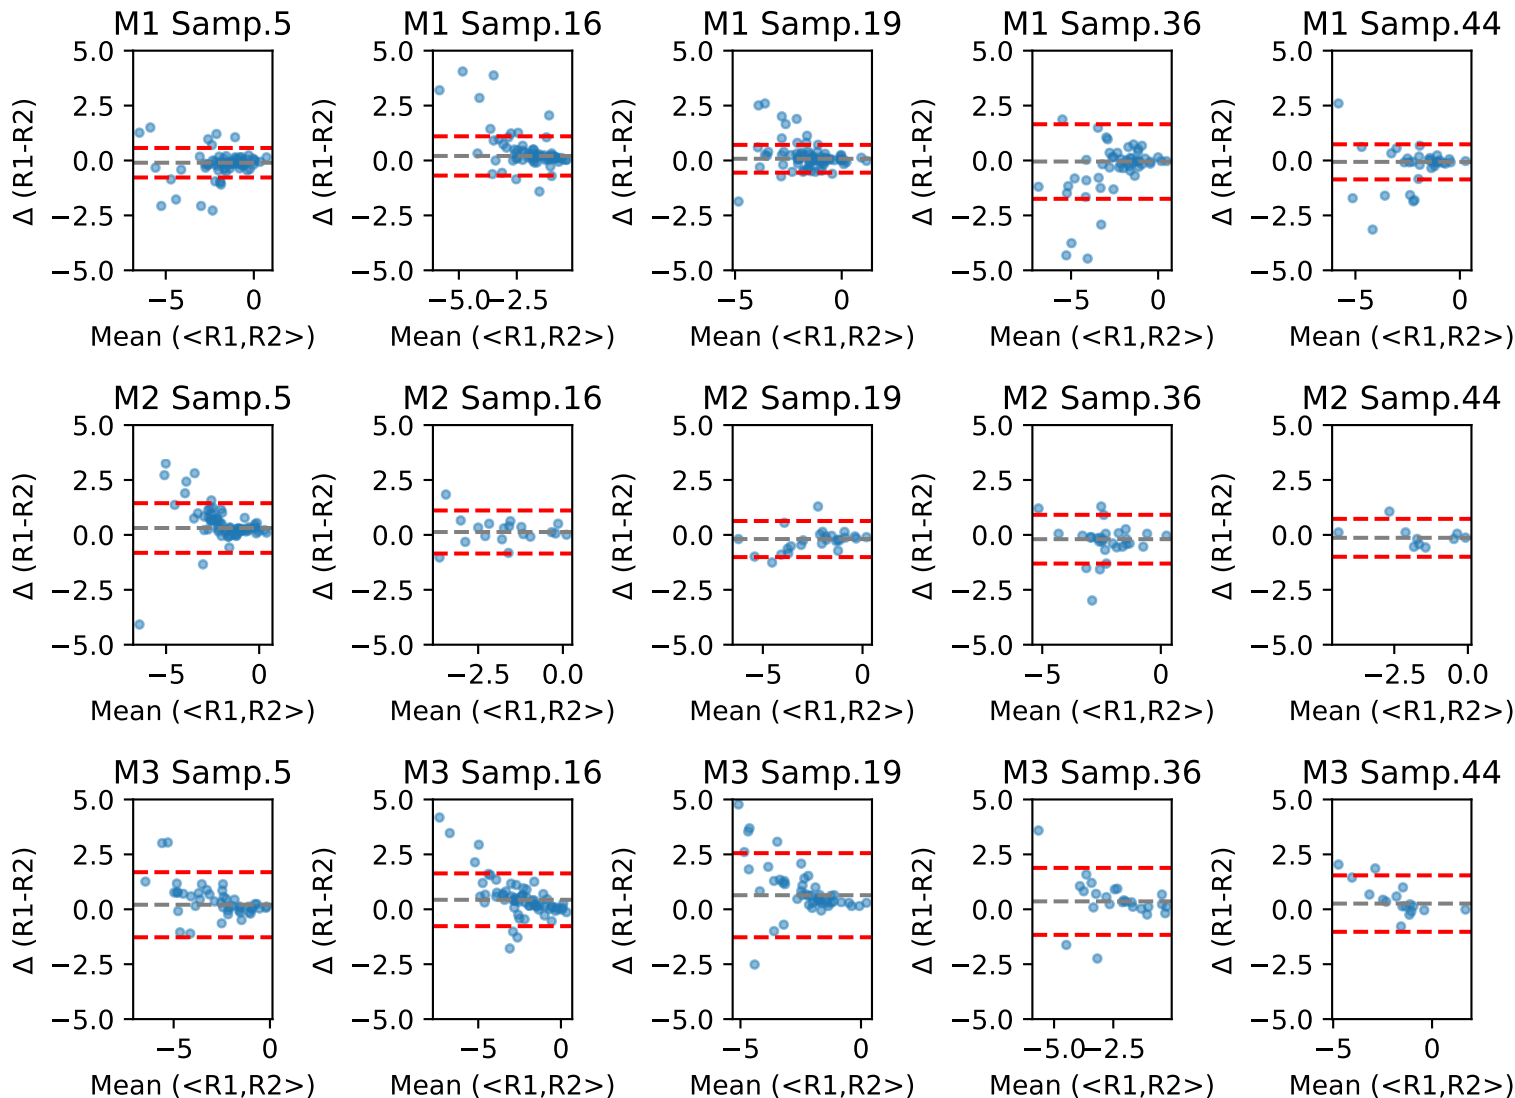 M1 Samp.5 M1 Samp.16 M1 Samp.19 M1 Samp.36 M1 Samp.44
5.0 5.0 5.0 5.0 5.0
2.5 2.5 2.5 2.5 2.5
0.0 0.0 0.0 0.0 0.0
−2.5 −2.5 −2.5 −2.5 −2.5
−5.0 −5.0 −5.0 −5.0 −5.0
Δ (R1-R2) Δ (R1-R2) Δ (R1-R2) Δ (R1-R2) Δ (R1-R2)
−5 0 −5.0 −2.5 −5 0 −5 0 −5 0
Mean (<R1,R2>) Mean (<R1,R2>) Mean (<R1,R2>) Mean (<R1,R2>) Mean (<R1,R2>)
M2 Samp.5 M2 Samp.16 M2 Samp.19 M2 Samp.36 M2 Samp.44
5.0 5.0 5.0 5.0 5.0
2.5 2.5 2.5 2.5 2.5
0.0 0.0 0.0 0.0 0.0
−2.5 −2.5 −2.5 −2.5 −2.5
−5.0 −5.0 −5.0 −5.0 −5.0
Δ (R1-R2) Δ (R1-R2) Δ (R1-R2) Δ (R1-R2) Δ (R1-R2)
−5 0 −2.5 0.0 −5 0 −5 0 −2.5 0.0
Mean (<R1,R2>) Mean (<R1,R2>) Mean (<R1,R2>) Mean (<R1,R2>) Mean (<R1,R2>)
M3 Samp.5 M3 Samp.16 M3 Samp.19 M3 Samp.36 M3 Samp.44
5.0 5.0 5.0 5.0 5.0
2.5 2.5 2.5 2.5 2.5
0.0 0.0 0.0 0.0 0.0
−2.5 −2.5 −2.5 −2.5 −2.5
−5.0 −5.0 −5.0 −5.0 −5.0
Δ (R1-R2) Δ (R1-R2) Δ (R1-R2) Δ (R1-R2) Δ (R1-R2)
−5 0 −5 0 −5 0 −5.0 −2.5 −5 0
Mean (<R1,R2>) Mean (<R1,R2>) Mean (<R1,R2>) Mean (<R1,R2>) Mean (<R1,R2>)